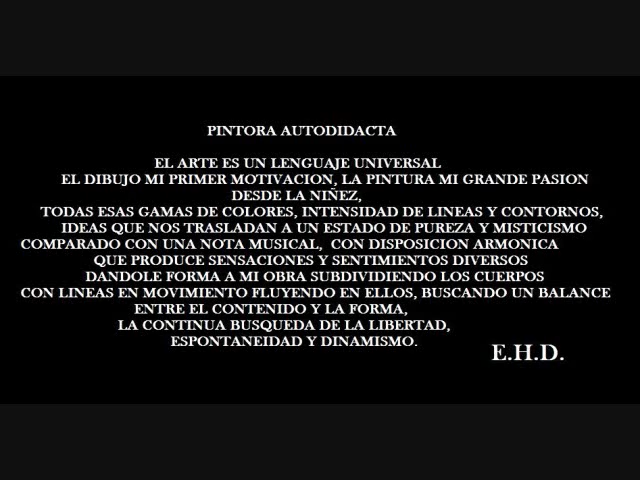 PINTORA AUTODIDACTA
EL ARTE ES UN LENGUAJE UNIVERSAL
EL DIBUJO MI PRIMER MOTIVACION, LA PINTURA MI GRANDE PASION
DESDE LA NIÑEZ,
TODAS ESAS GAMAS DE COLORES, INTENSIDAD DE LINEAS Y CONTORNOS,
IDEAS QUE NOS TRASLADAN A UN ESTADO DE PUREZA Y MISTICISMO
COMPARADO CON UNA NOTA MUSICAL, CON DISPOSICION ARMONICA
QUE PRODUCE SENSACIONES Y SENTIMIENTOS DIVERSOS
DANDOLE FORMA A MI OBRA SUBDIVIDIENDO LOS CUERPOS
CON LINEAS EN MOVIMIENTO FLUYENDO EN ELLOS, BUSCANDO UN BALANCE
ENTRE EL CONTENIDO Y LA FORMA,
LA CONTINUA BUSQUEDA DE LA LIBERTAD,
ESPONTANEIDAD Y DINAMISMO.
E.H.D.